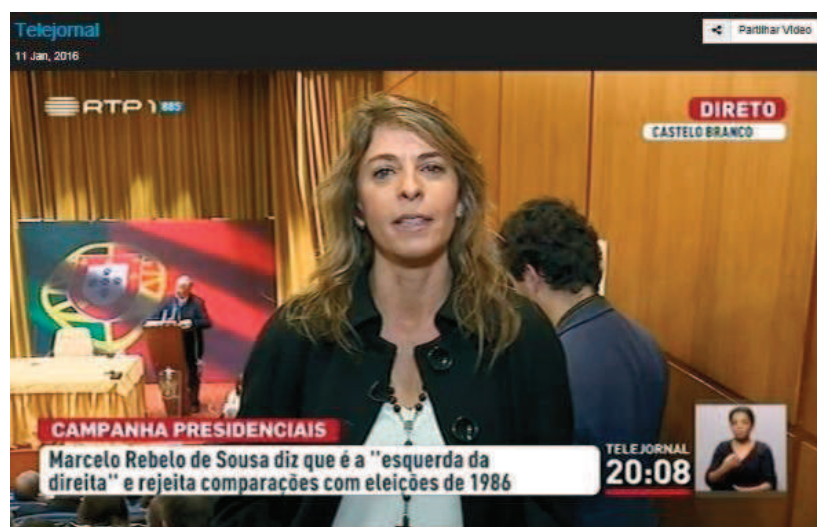 Telejornal
11 Jan, 2016
Partilhar Vídeo
RTP 1
DIRETO
CASTELO BRANCO
CAMPANHA PRESIDENCIAIS
Marcelo Rebelo de Sousa diz que é a "esquerda da
direita" e rejeita comparações com eleições de 1986
TELEJORNAL
20:08